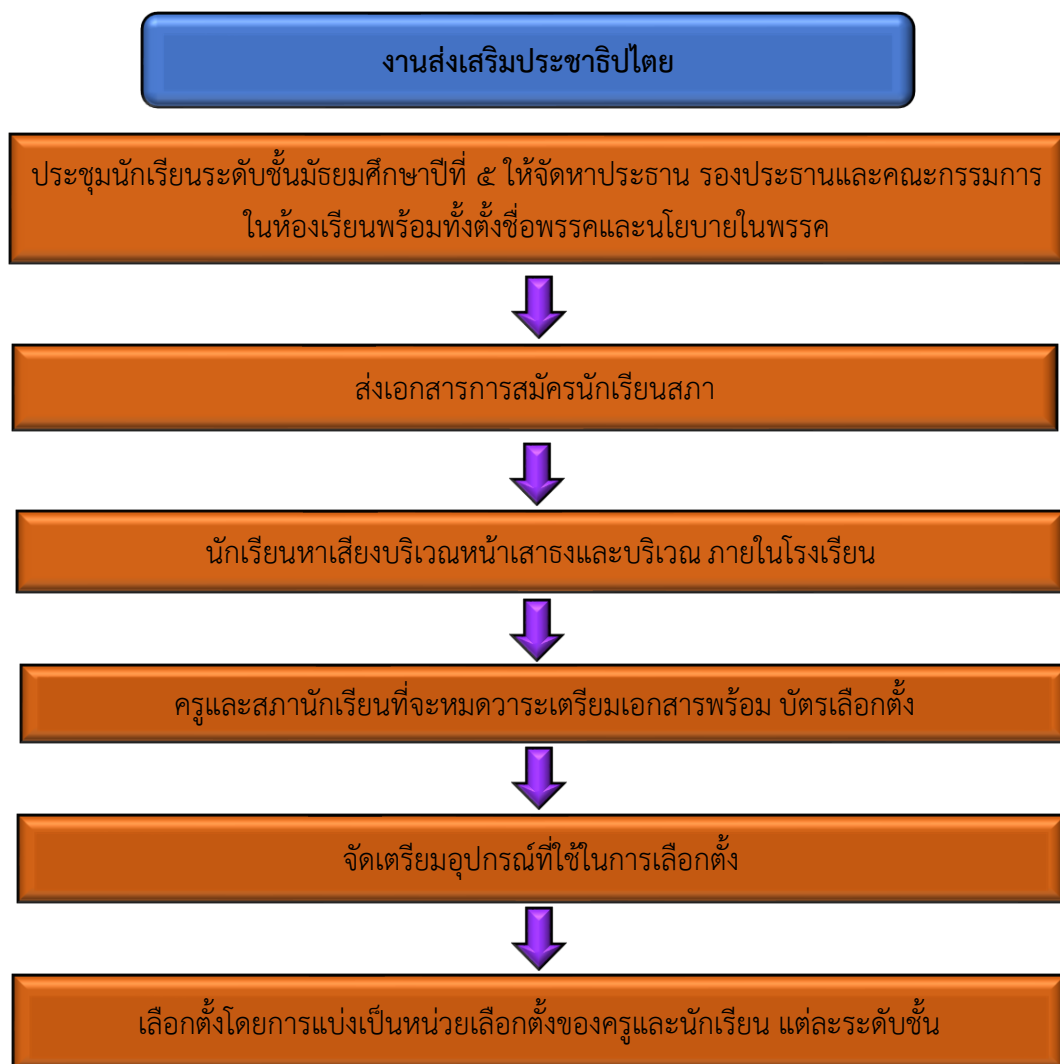 งานส่งเสริมประชาธิปไตย
ประชุมนักเรียนระดับชั้นมัธยมศึกษาปีที่ ๕ ให้จัดหาประธาน รองประธานและคณะกรรมการ
ในห้องเรียนพร้อมทั้งตั้งชื่อพรรคและนโยบายในพรรค
ส่งเอกสารการสมัครนักเรียนสภา
นักเรียนหาเสียงบริเวณหน้าเสาธงและบริเวณ ภายในโรงเรียน
ครูและสภานักเรียนที่จะหมดวาระเตรียมเอกสารพร้อม บัตรเลือกตั้ง
จัดเตรียมอุปกรณ์ที่ใช้ในการเลือกตั้ง
เลือกตั้งโดยการแบ่งเป็นหน่วยเลือกตั้งของครูและนักเรียน แต่ละระดับชั้น